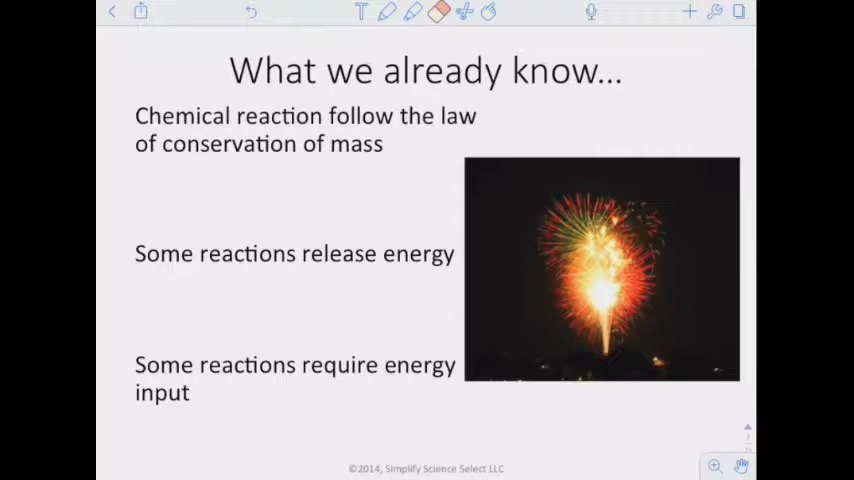 What we already know...
Chemical reaction follow the law
of conservation of mass
Some reactions release energy
Some reactions require energy
input
©2014, Simplify Science Select LLC